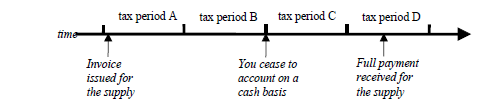 tax period A tax period B tax period C tax period D
time
Invoice issued for the supply
You cease to account on a cash basis
Full payment received for the supply